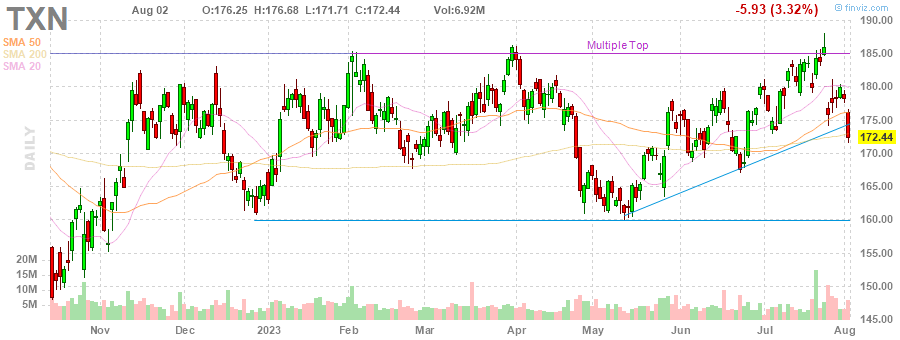 TXN
Aug 02 O:176.25 H:176.68 L:171.71 C:172.44 Vol:6.92M -5.93 (3.32%)
finviz.com
SMA 50
SMA 200
SMA 20
DAILY
Multiple Top
190.00
185.00
180.00
175.00
172.44
170.00
165.00
160.00
155.00
150.00
145.00
20M
15M
10M
5M
Nov Dec 2023 Feb Mar Apr May Jun Jul Aug